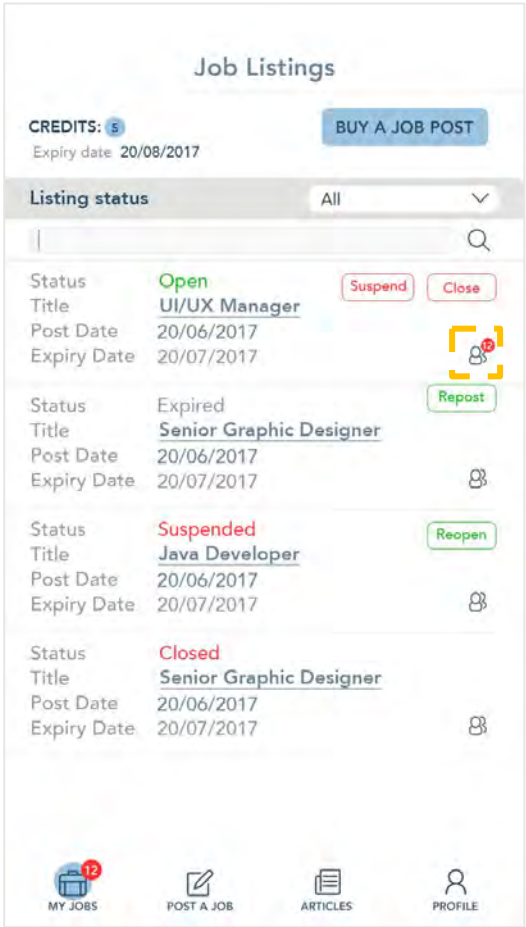 Job Listings
CREDITS: 5
BUY A JOB POST
Expiry date 20/08/2017
Listing status All
Status Open Suspend Close
Title UI/UX Manager
Post Date 20/06/2017
Expiry Date 20/07/2017 12
Status Expired Repost
Title Senior Graphic Designer
Post Date 20/06/2017
Expiry Date 20/07/2017
Status Suspended Reopen
Title Java Developer
Post Date 20/06/2017
Expiry Date 20/07/2017
Status Closed
Title Senior Graphic Designer
Post Date 20/06/2017
Expiry Date 20/07/2017
12
MY JOBS POST A JOB ARTICLES PROFILE